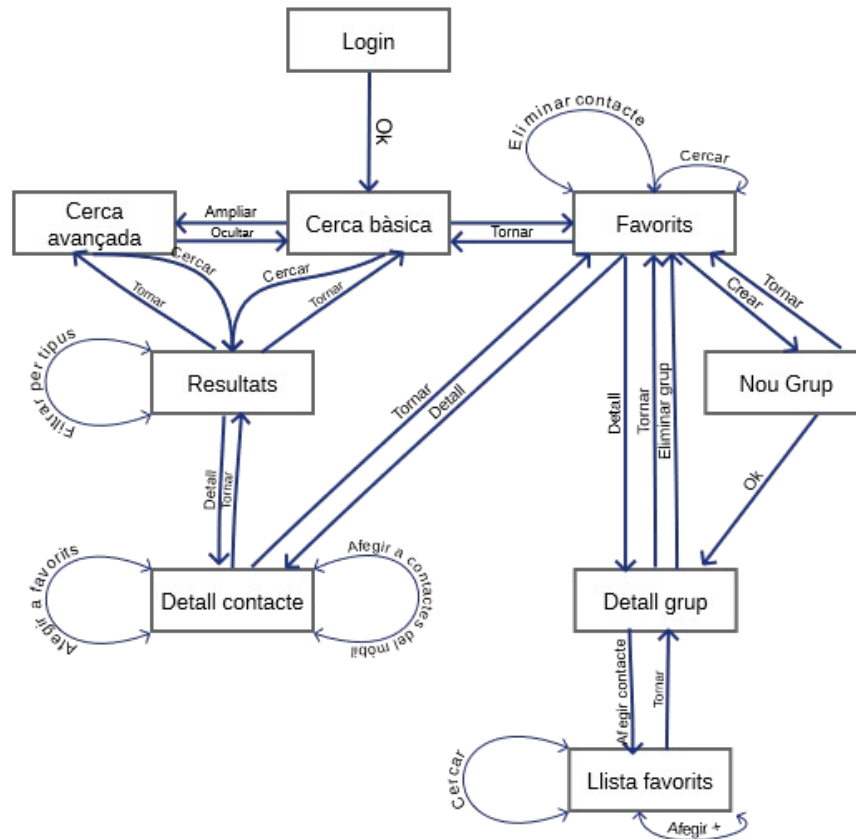 Login
Ok
Eliminar contacte
Cercar
Cerca
avançada
Ampliar
Ocultar
Cerca bàsica
Tornar
Favorits
Cercar
Cercar
Tornar
Tornar
Crear
Tornar
Filtrar per tipus
Resultats
Tornar
Detall
Detall
Tornar
Eliminar grup
Nou Grup
Ok
Detall
Tornar
Afegir a favorits
Detall contacte
Afegir a contactes del mòbil
Detall grup
Afegir contacte
Tornar
Cercar
Llista favorits
Afegir +